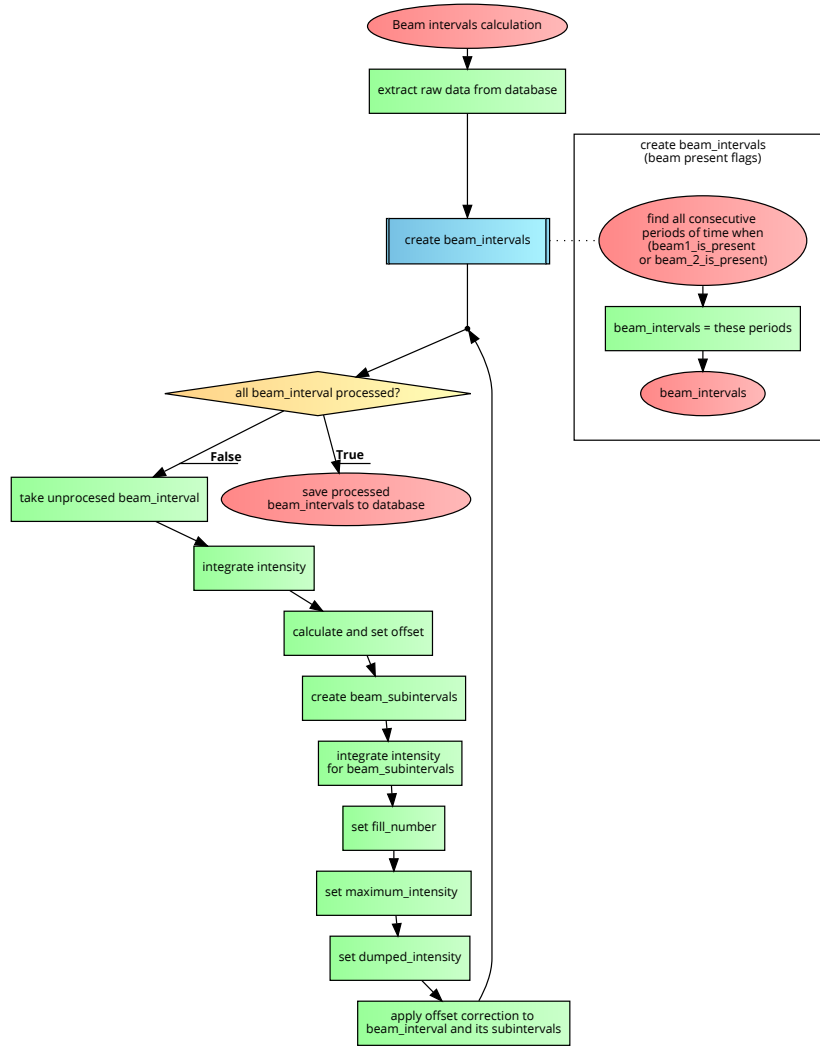 Beam intervals calculation
extract raw data from database
create beam_intervals
(beam present flags)
find all consecutive
periods of time when
(beam1_is_present
or beam_2_is_present)
create beam_intervals
beam_intervals = these periods
beam_intervals
all beam_interval processed?
False
True
take unprocesed beam_interval
save processed
beam_intervals to database
integrate intensity
calculate and set offset
create beam_subintervals
integrate intensity
for beam_subintervals
set fill_number
set maximum_intensity
set dumped_intensity
apply offset correction to
beam_interval and its subintervals